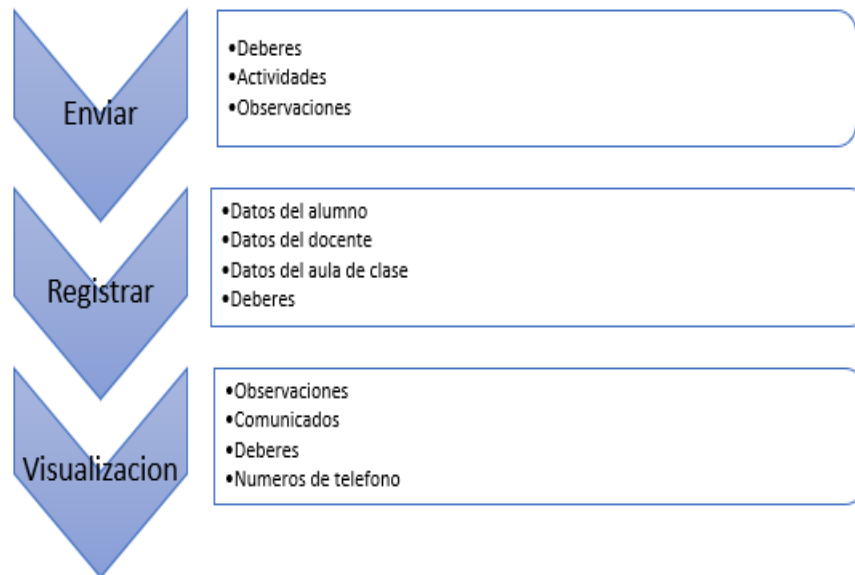 Enviar
•Deberes
•Actividades
•Observaciones
Registrar
•Datos del alumno
•Datos del docente
•Datos del aula de clase
•Deberes
Visualizacion
•Observaciones
•Comunicados
•Deberes
•Numeros de telefono